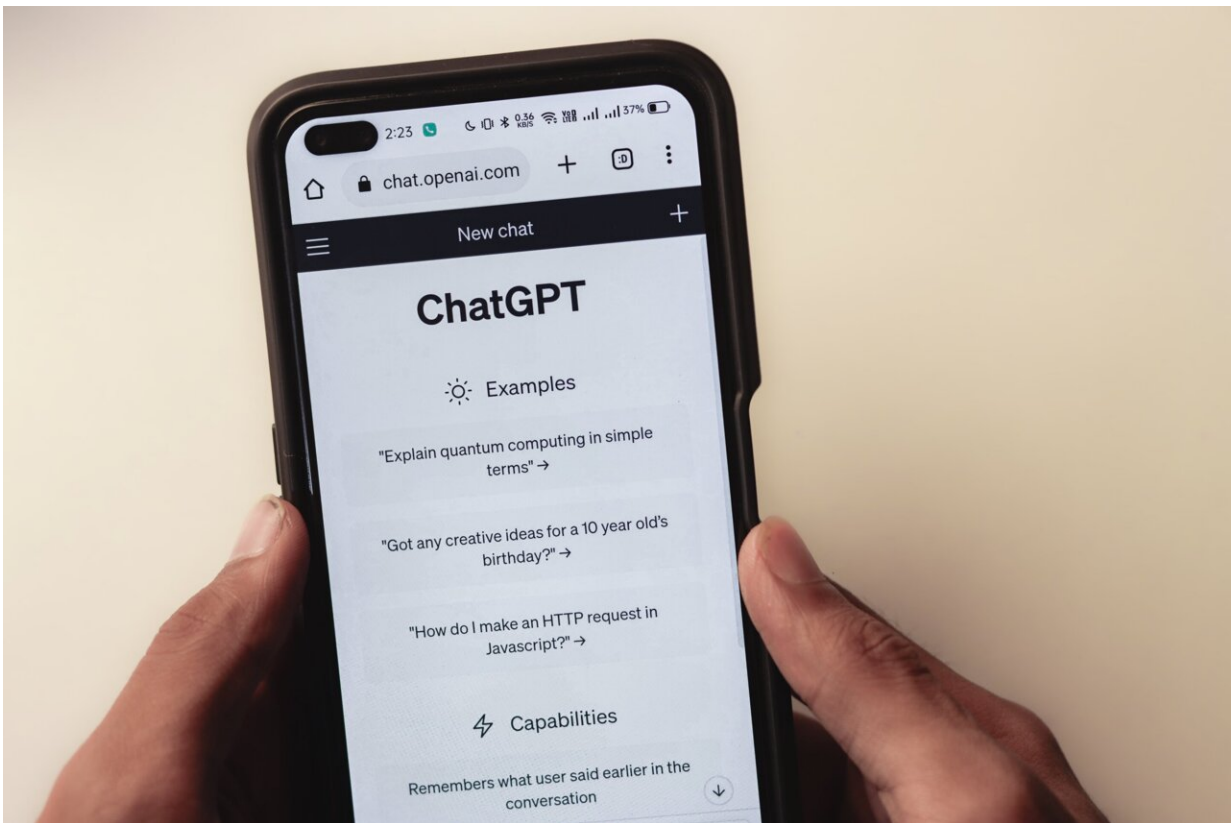 2:23 0.36 KB/S Vo) LTE 37%
chat.openai.com :D
New chat
ChatGPT
Examples
"Explain quantum computing in simple
terms" →
"Got any creative ideas for a 10 year old's
birthday?" →
"How do I make an HTTP request in
Javascript?" →
Capabilities
Remembers what user said earlier in the
conversation